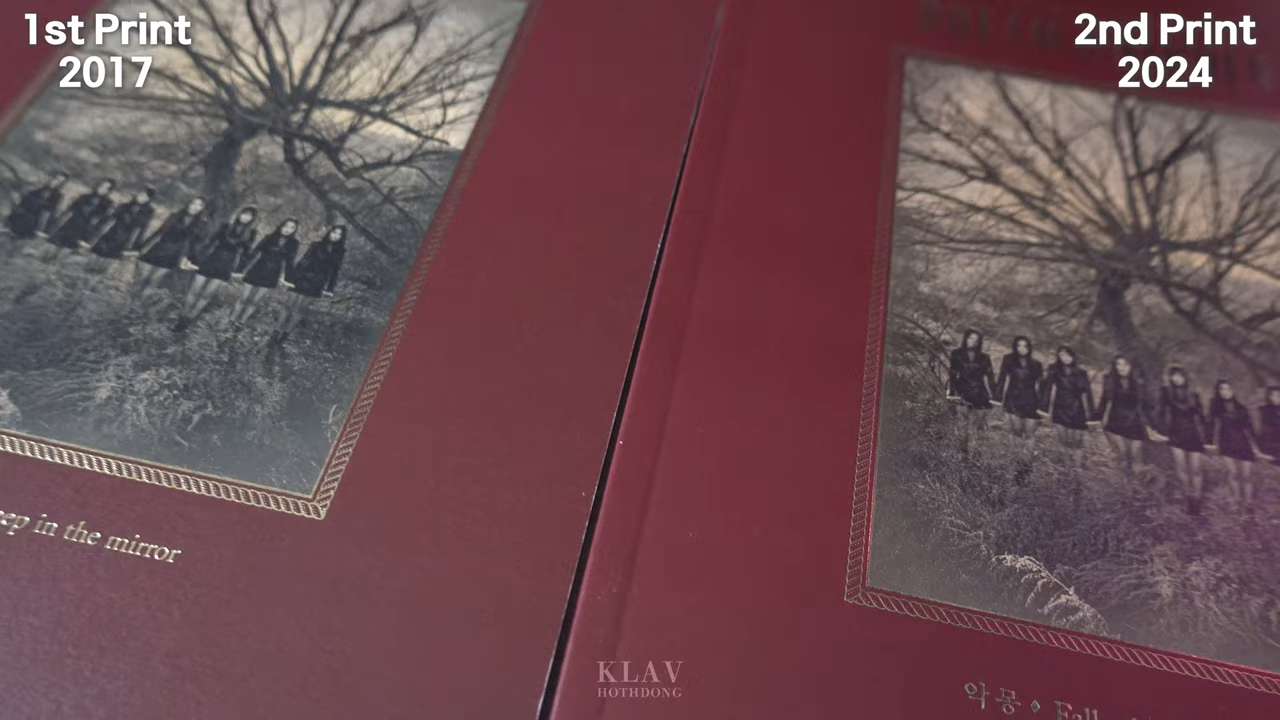 1st Print
2017
2nd Print
2024
in the mirror
악몽 ⬧
KLAV
HOTHDONG